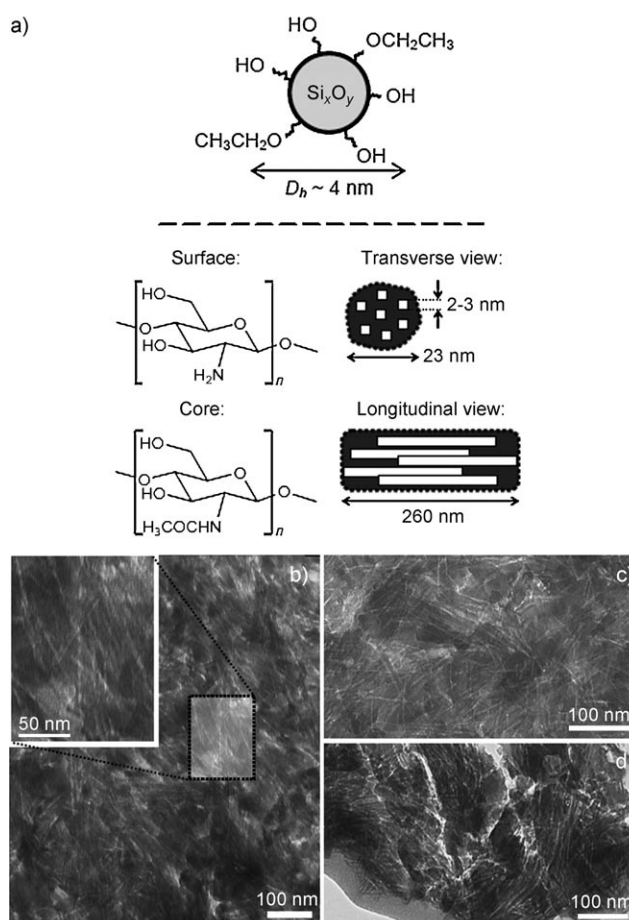 a)
HO
OCH₂CH₃
HO
SiₓOᵧ
OH
CH₃CH₂O
OH
Dₕ ~ 4 nm
Surface:
Transverse view:
HO
O
O
HO
O
H₂N
n
2-3 nm
23 nm
Core:
Longitudinal view:
HO
O
O
HO
O
H₃COCHN
n
260 nm
b)
50 nm
100 nm
c)
100 nm
d)
100 nm